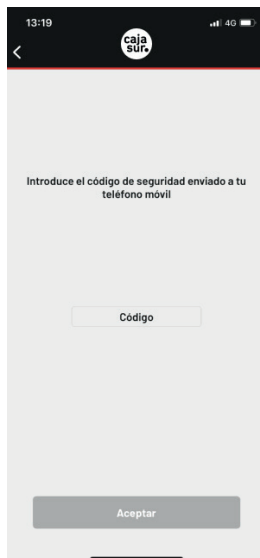 13:19
4G
caja
sur.
Introduce el código de seguridad enviado a tu
teléfono móvil
Código
Aceptar